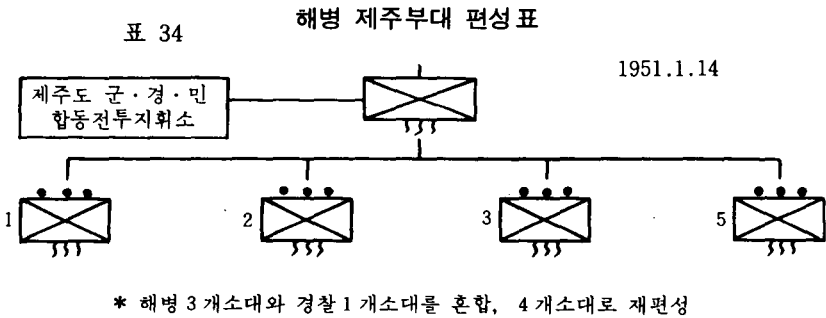 해병 제주부대 편성표
표 34
1951.1.14
제주도 군·경·민
합동전투지휘소
1
2
3
5
* 해병 3개소대와 경찰 1개소대를 혼합, 4개소대로 재편성